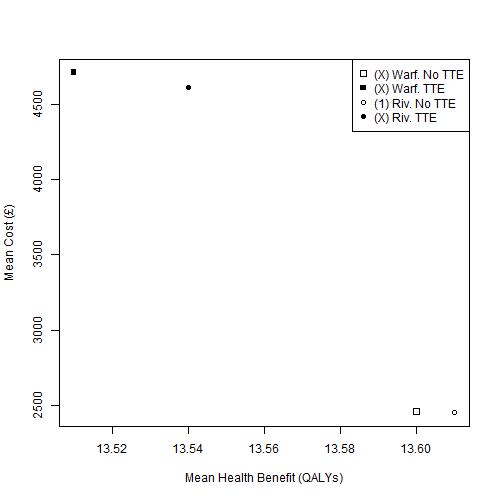 (X) Warf. No TTE
(X) Warf. TTE
(1) Riv. No TTE
(X) Riv. TTE
Mean Cost (£)
4500
4000
3500
3000
2500
13.52 13.54 13.56 13.58 13.60
Mean Health Benefit (QALYs)